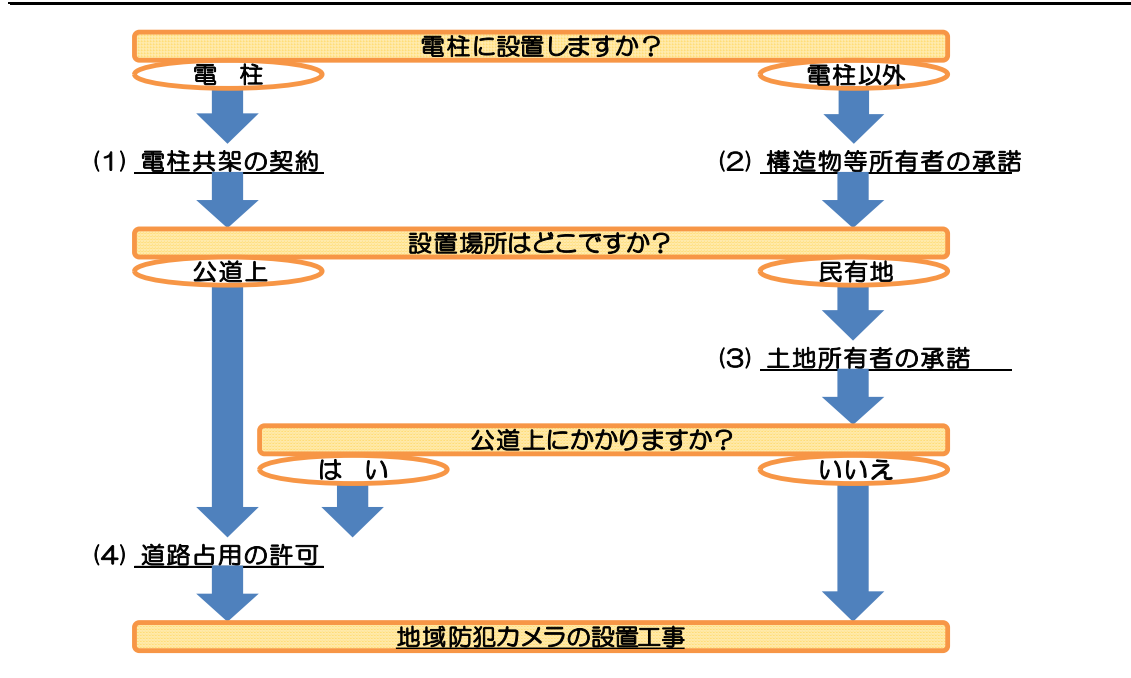 電柱に設置しますか？
電　柱
電柱以外
(1) 電柱共架の契約
(2) 構造物等所有者の承諾
設置場所はどこですか？
公道上
民有地
(3) 土地所有者の承諾
公道上にかかりますか？
は　い
いいえ
(4) 道路占用の許可
地域防犯カメラの設置工事